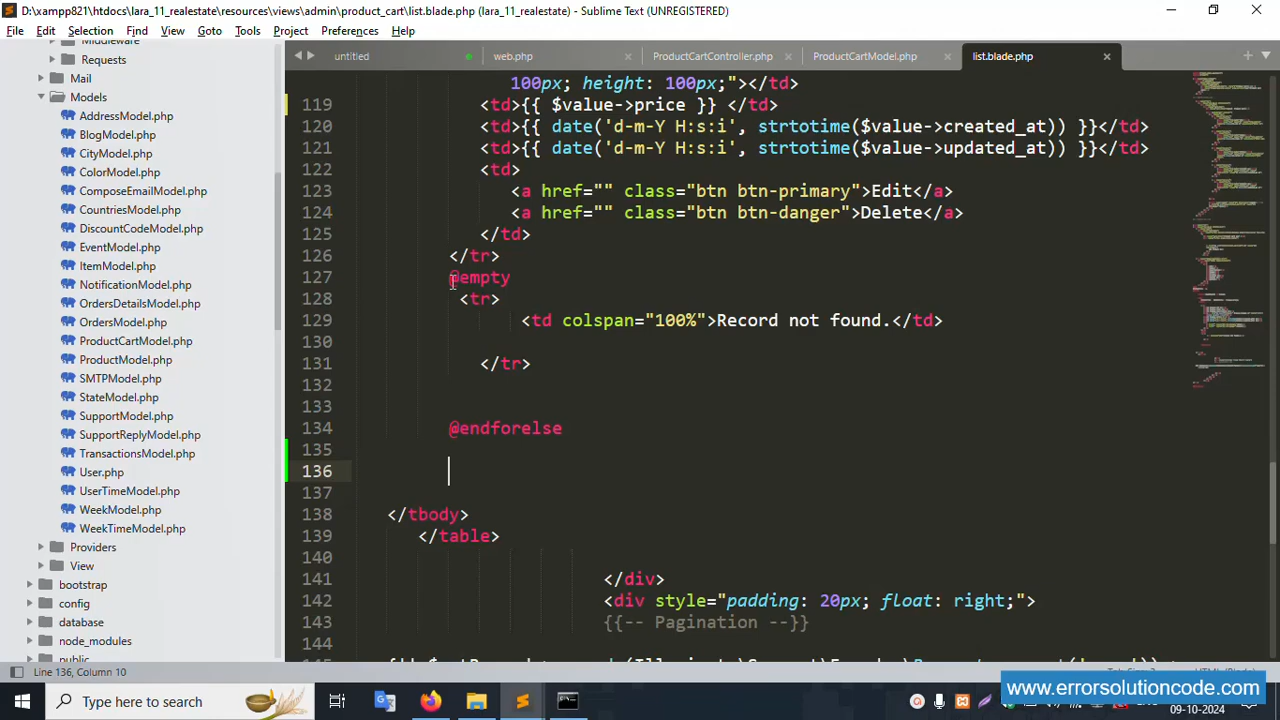 D:\xampp821\htdocs\lara_11_realestate\resources\views\admin\product_cart\list.blade.php (lara_11_realestate) - Sublime Text (UNREGISTERED)
File Edit Selection Find View Goto Tools Project Preferences Help
untitled web.php ProductCartController.php ProductCartModel.php list.blade.php
Requests
Mail
Models
AddressModel.php
BlogModel.php
CityModel.php
ColorModel.php
ComposeEmailModel.php
CountriesModel.php
DiscountCodeModel.php
EventModel.php
ItemModel.php
NotificationModel.php
OrdersDetailsModel.php
OrdersModel.php
ProductCartModel.php
ProductModel.php
SMTPModel.php
StateModel.php
SupportModel.php
SupportReplyModel.php
TransactionsModel.php
User.php
UserTimeModel.php
WeekModel.php
WeekTimeModel.php
Providers
View
bootstrap
config
database
node_modules
public
100px; height: 100px;"></td>
119 <td>{{ $value->price }} </td>
120 <td>{{ date('d-m-Y H:s:i', strtotime($value->created_at)) }}</td>
121 <td>{{ date('d-m-Y H:s:i', strtotime($value->updated_at)) }}</td>
122 <td>
123 <a href="" class="btn btn-primary">Edit</a>
124 <a href="" class="btn btn-danger">Delete</a>
125 </td>
126 </tr>
127 @empty
128 <tr>
129 <td colspan="100%">Record not found.</td>
130
131 </tr>
132
133
134 @endforelse
135
136
137
138 </tbody>
139 </table>
140
141 </div>
142 <div style="padding: 20px; float: right;">
143 {{-- Pagination --}}
144
Line 136, Column 10
Type here to search
www.errorsolutioncode.com
09-10-2024